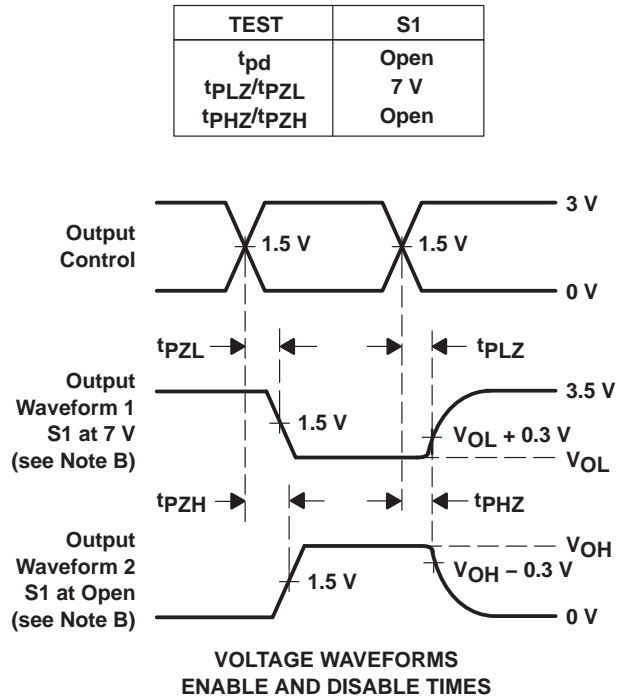 TEST S1
tpd Open
tPLZ/tPZL 7 V
tPHZ/tPZH Open
3 V
Output
Control
1.5 V 1.5 V
0 V
tPZL tPLZ
Output
Waveform 1
S1 at 7 V
(see Note B)
3.5 V
1.5 V
VOL + 0.3 V
VOL
tPZH tPHZ
Output
Waveform 2
S1 at Open
(see Note B)
VOH
VOH – 0.3 V
1.5 V
0 V
VOLTAGE WAVEFORMS
ENABLE AND DISABLE TIMES